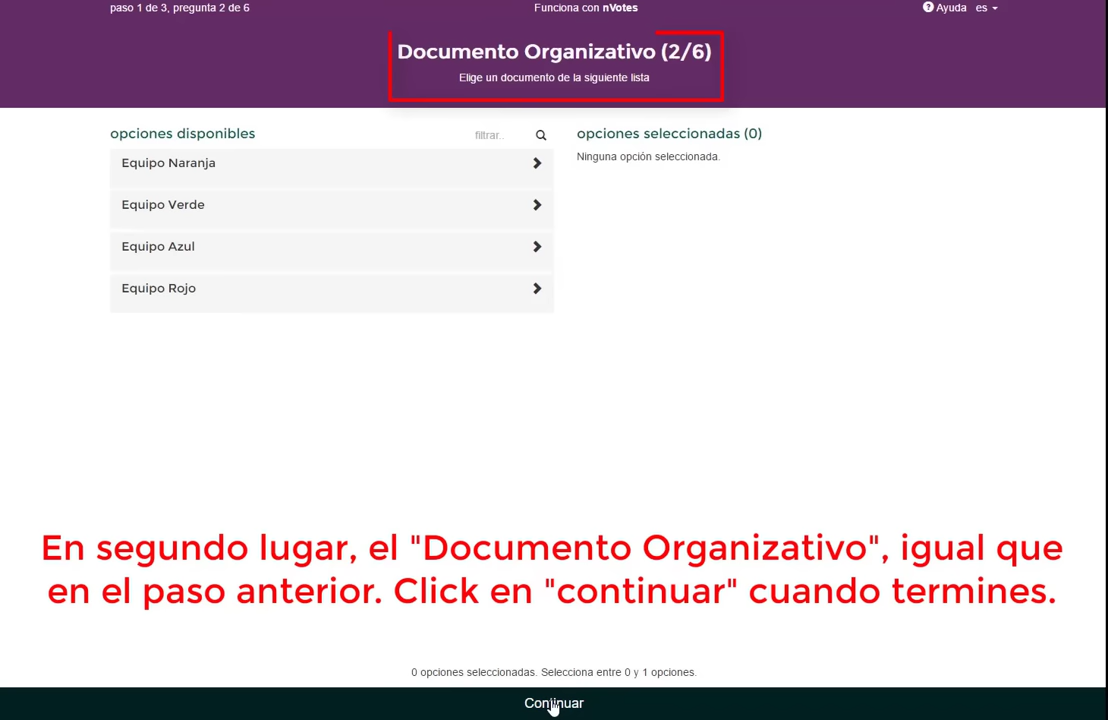 paso 1 de 3, pregunta 2 de 6
Funciona con nVotes
Ayuda es
Documento Organizativo (2/6)
Elige un documento de la siguiente lista
opciones disponibles
filtrar..
opciones seleccionadas (0)
Ninguna opción seleccionada.
Equipo Naranja
Equipo Verde
Equipo Azul
Equipo Rojo
En segundo lugar, el "Documento Organizativo", igual que
en el paso anterior. Click en "continuar" cuando termines.
0 opciones seleccionadas. Selecciona entre 0 y 1 opciones.
Continuar